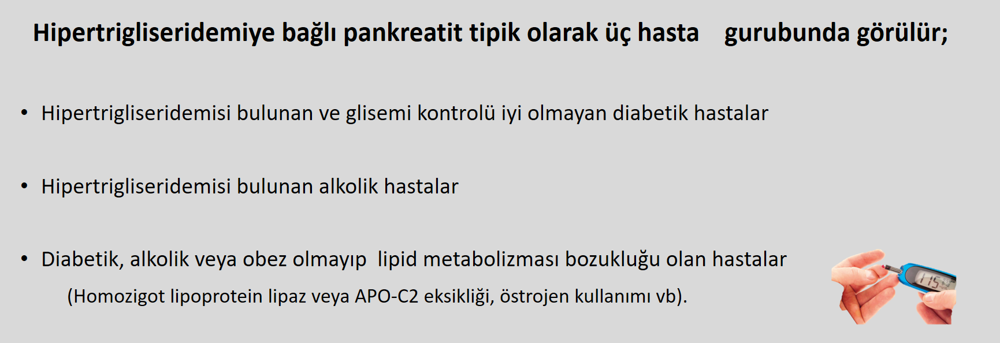 Hipertrigliseridemiye bağlı pankreatit tipik olarak üç hasta gurubunda görülür;
• Hipertrigliseridemisi bulunan ve glisemi kontrolü iyi olmayan diabetik hastalar
• Hipertrigliseridemisi bulunan alkolik hastalar
• Diabetik, alkolik veya obez olmayıp lipid metabolizması bozukluğu olan hastalar
(Homozigot lipoprotein lipaz veya APO-C2 eksikliği, östrojen kullanımı vb).
115